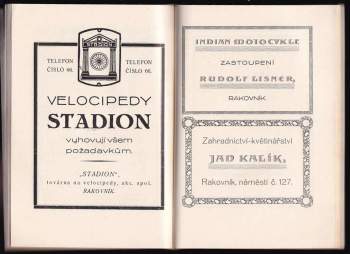 TELEFON
ČÍSLO 66.
STADION
TELEFON
ČÍSLO 66.
VELOCIPEDY
STADION
vyhovují všem
požadavkům.
„STADION",
továrna na velocipedy, akc. spol.
RAKOVNÍK.
INDIAN MOTOCYKLE
ZASTOUPENÍ
RUDOLF LISNER,
RAKOVNÍK
Zahradnictví-květinářství
JAN KALÍK,
Rakovník, náměstí č. 127.